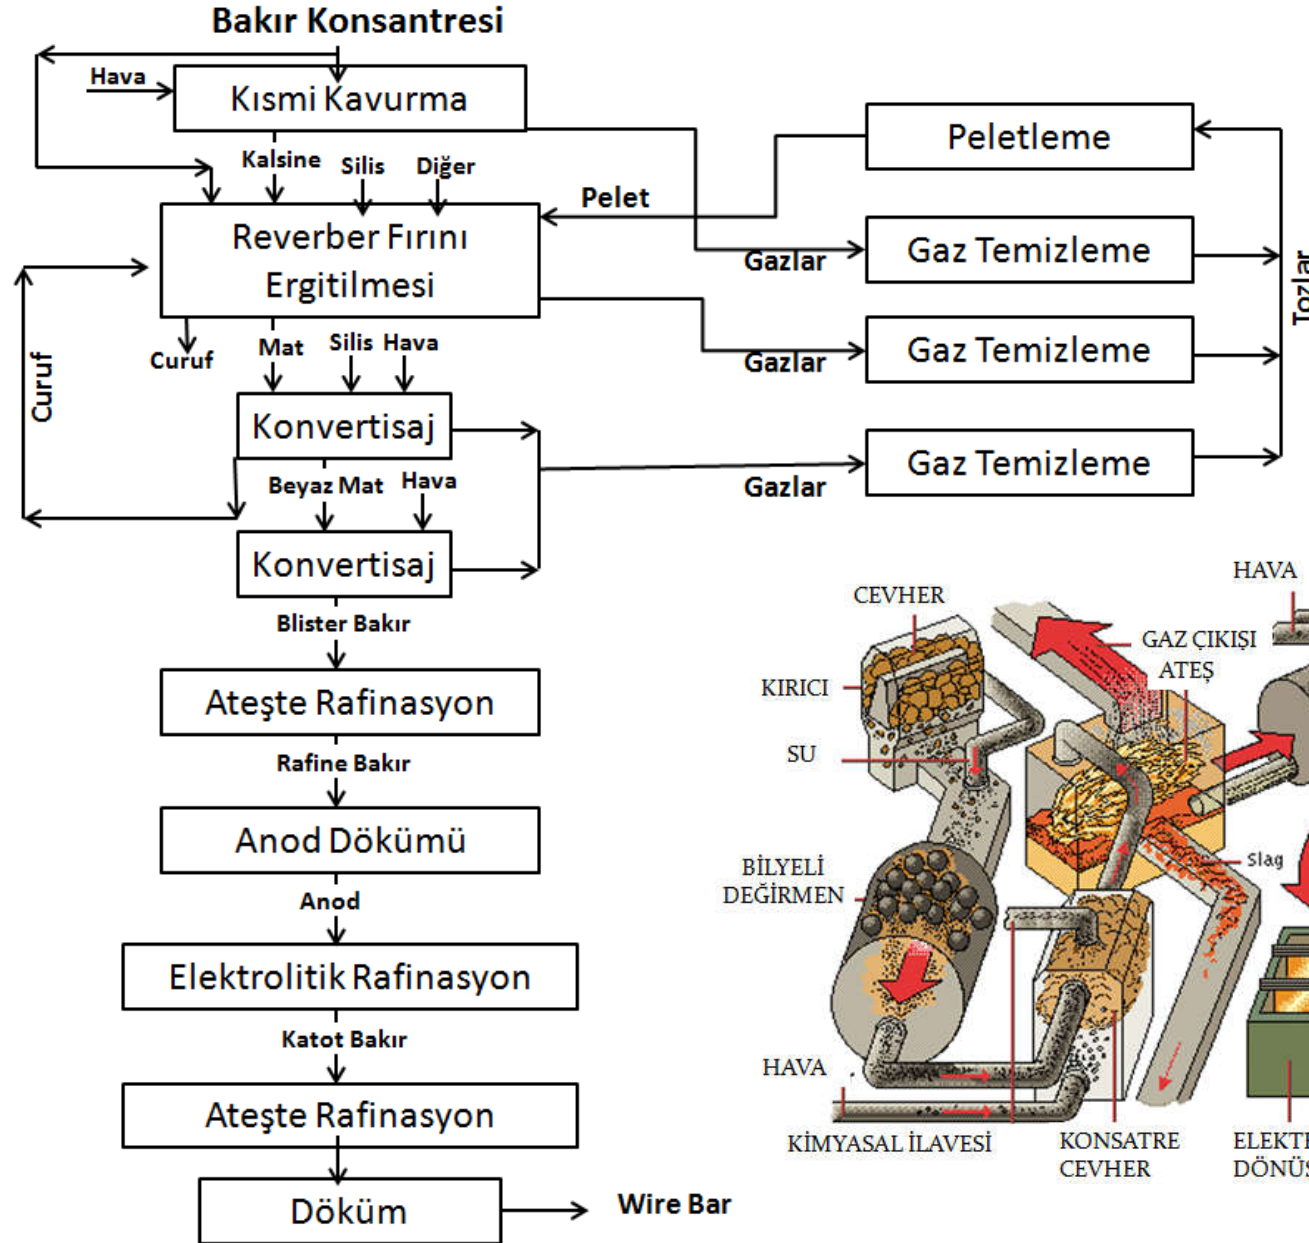 Bakır Konsantresi
Hava
Kısmi Kavurma
Peletleme
Kalsine
Silis
Diğer
Pelet
Reverber Fırını
Ergitilmesi
Gazlar
Gaz Temizleme
Tozlar
Curuf
Mat
Silis
Hava
Gazlar
Gaz Temizleme
Curuf
Konvertisaj
Gazlar
Gaz Temizleme
Beyaz Mat
Hava
Konvertisaj
Blister Bakır
Ateşte Rafinasyon
Rafine Bakır
Anod Dökümü
Anod
Elektrolitik Rafinasyon
Katot Bakır
Ateşte Rafinasyon
Döküm
Wire Bar
HAVA
CEVHER
GAZ ÇIKIŞI
ATEŞ
KIRICI
SU
Slag
BİLYELİ
DEĞİRMEN
HAVA
KİMYASAL İLAVESİ
KONSATRE
CEVHER
ELEKT
DÖNÜŞ